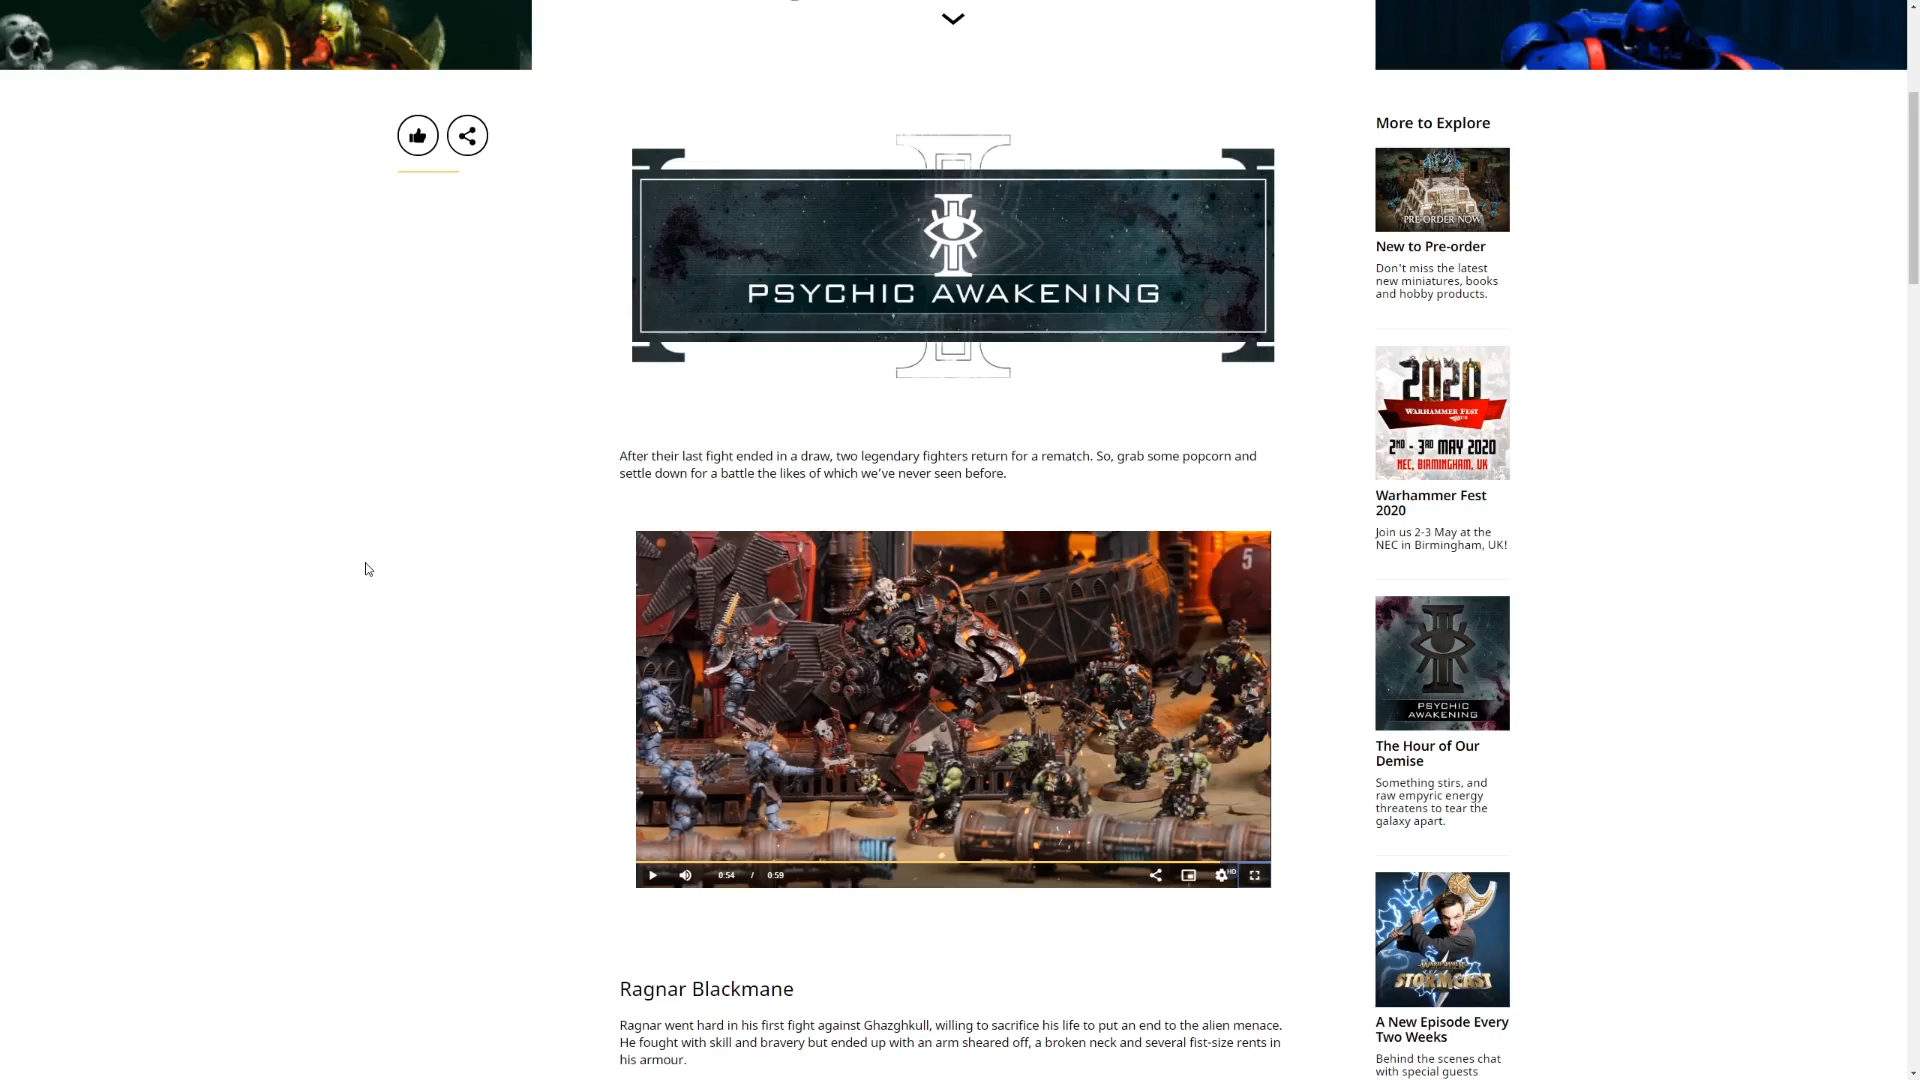 PSYCHIC AWAKENING
After their last fight ended in a draw, two legendary fighters return for a rematch. So, grab some popcorn and
settle down for a battle the likes of which we've never seen before.
5
0:54 / 0:59
HD
Ragnar Blackmane
Ragnar went hard in his first fight against Ghazghkull, willing to sacrifice his life to put an end to the alien menace.
He fought with skill and bravery but ended up with an arm sheared off, a broken neck and several fist-size rents in
his armour.
More to Explore
PRE-ORDER NOW
New to Pre-order
Don't miss the latest
new miniatures, books
and hobby products.
2020
WARHAMMER FEST
2ND - 3RD MAY 2020
NEC, BIRMINGHAM, UK
Warhammer Fest
2020
Join us 2-3 May at the
NEC in Birmingham, UK!
PSYCHIC
AWAKENING
The Hour of Our
Demise
Something stirs, and
raw empyric energy
threatens to tear the
galaxy apart.
WARHAMMER
STORMCAST
A New Episode Every
Two Weeks
Behind the scenes chat
with special guests